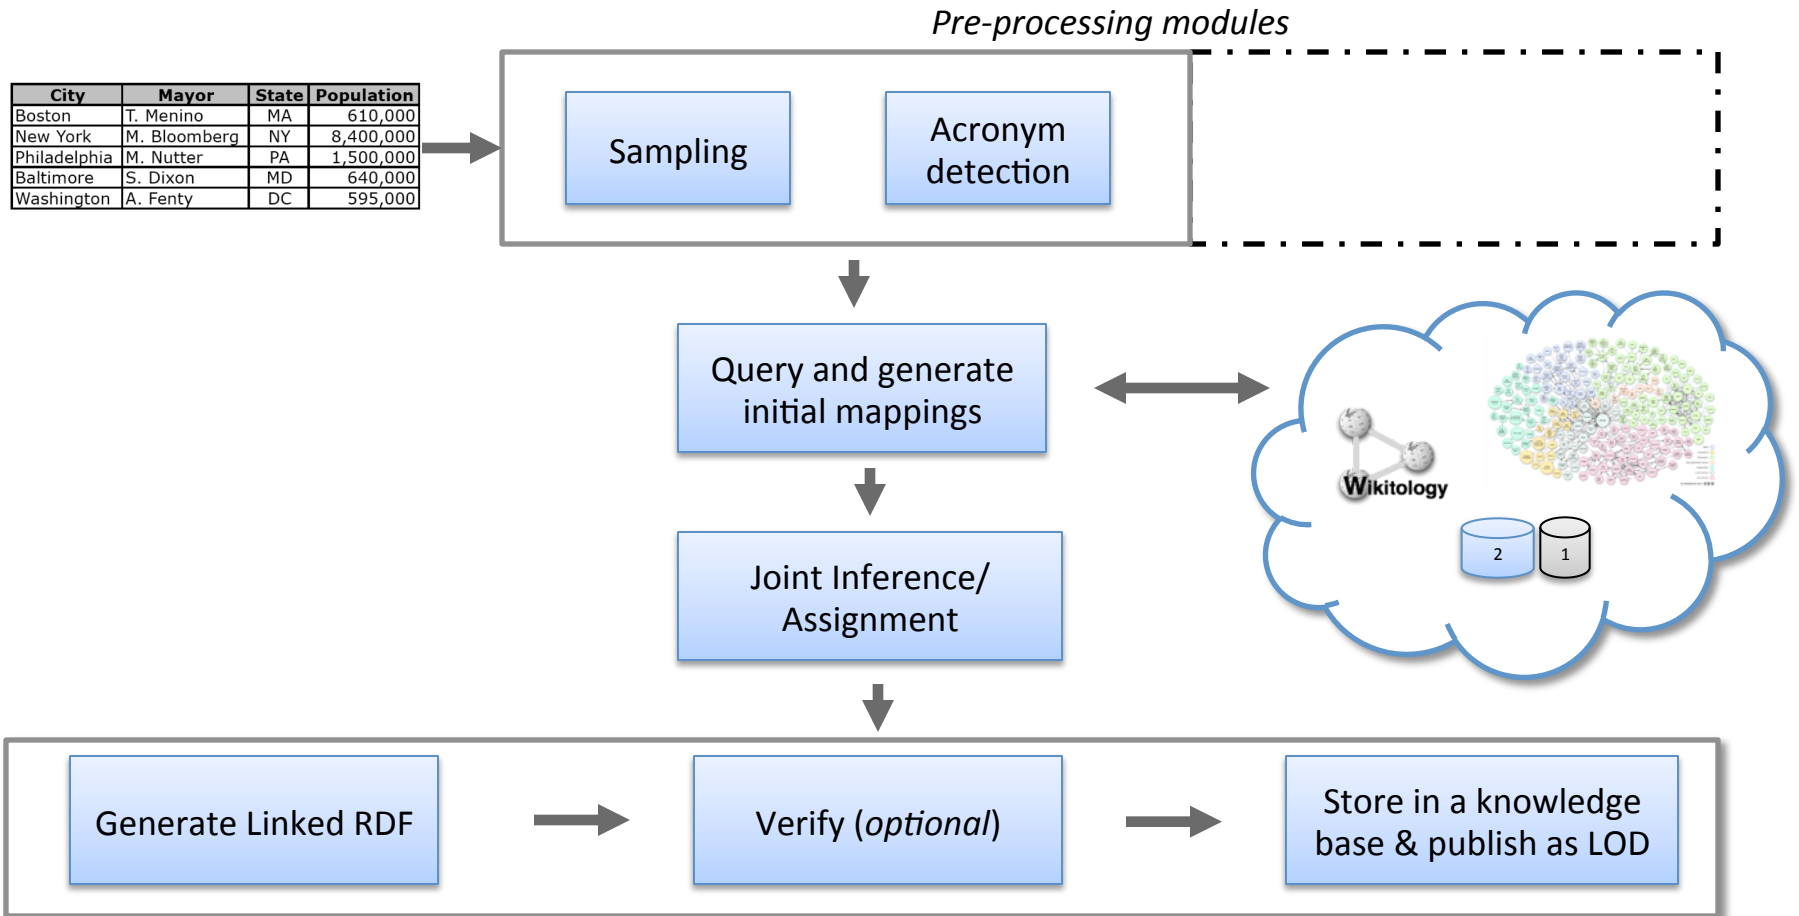 Pre-processing modules
City Mayor State Population
Boston T. Menino MA 610,000
New York M. Bloomberg NY 8,400,000
Philadelphia M. Nutter PA 1,500,000
Baltimore S. Dixon MD 640,000
Washington A. Fenty DC 595,000
Sampling
Acronym
detection
Query and generate
initial mappings
Wikitology
2 1
Joint Inference/
Assignment
Generate Linked RDF
Verify (optional)
Store in a knowledge
base & publish as LOD